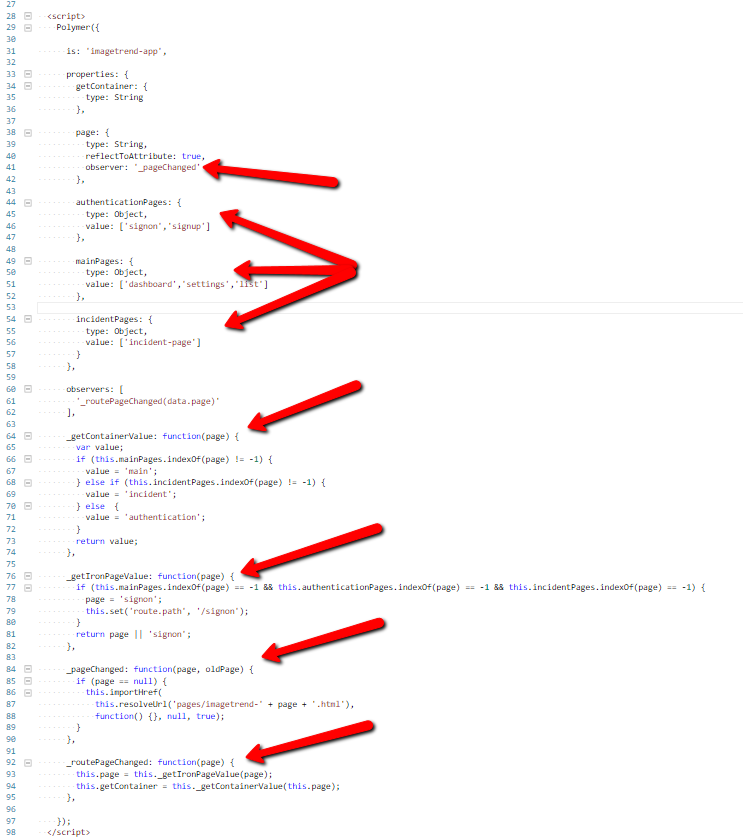 27
28 <script>
29 Polymer({
30
31 is: 'imagetrend-app',
32
33 properties: {
34 getContainer: {
35 type: String
36 },
37
38 page: {
39 type: String,
40 reflectToAttribute: true,
41 observer: '_pageChanged'
42 },
43
44 authenticationPages: {
45 type: Object,
46 value: ['signon','signup']
47 },
48
49 mainPages: {
50 type: Object,
51 value: ['dashboard','settings','list']
52 },
53
54 incidentPages: {
55 type: Object,
56 value: ['incident-page']
57 }
58 },
59
60 observers: [
61 '_routePageChanged(data.page)'
62 ],
63
64 _getContainerValue: function(page) {
65 var value;
66 if (this.mainPages.indexOf(page) != -1) {
67 value = 'main';
68 } else if (this.incidentPages.indexOf(page) != -1) {
69 value = 'incident';
70 } else {
71 value = 'authentication';
72 }
73 return value;
74 },
75
76 _getIronPageValue: function(page) {
77 if (this.mainPages.indexOf(page) == -1 && this.authenticationPages.indexOf(page) == -1 && this.incidentPages.indexOf(page) == -1) {
78 page = 'signon';
79 this.set('route.path', '/signon');
80 }
81 return page || 'signon';
82 },
83
84 _pageChanged: function(page, oldPage) {
85 if (page == null) {
86 this.importHref(
87 this.resolveUrl('pages/imagetrend-' + page + '.html'),
88 function() {}, null, true);
89 }
90 },
91
92 _routePageChanged: function(page) {
93 this.page = this._getIronPageValue(page);
94 this.getContainer = this._getContainerValue(this.page);
95 },
96
97 });
98 </script>